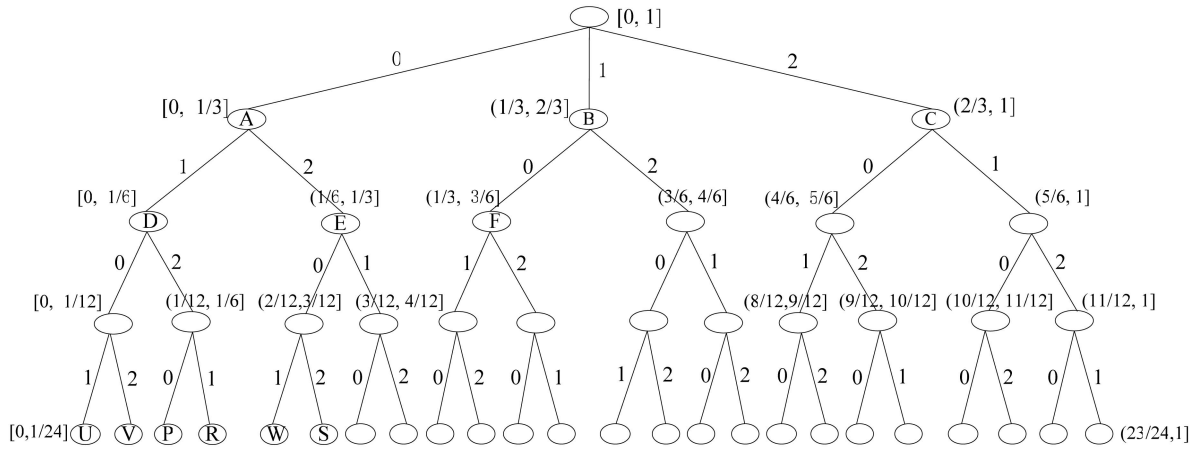 [0, 1]
0 1 2
[0, 1/3] A (1/3, 2/3] B C (2/3, 1]
1 2 0 2 0 1
[0, 1/6] (1/6, 1/3] (1/3, 3/6] (3/6, 4/6] (4/6, 5/6] (5/6, 1]
D E F
0 2 0 1 1 2 0 1 1 2 0 2
[0, 1/12] (1/12, 1/6] (2/12,3/12] (3/12, 4/12] (8/12,9/12] (9/12, 10/12] (10/12, 11/12] (11/12, 1]
1 2 0 1 1 2 0 2 0 2 0 1 1 2 0 2 0 2 0 1 0 2 0 1
[0,1/24] U V P R W S (23/24,1]